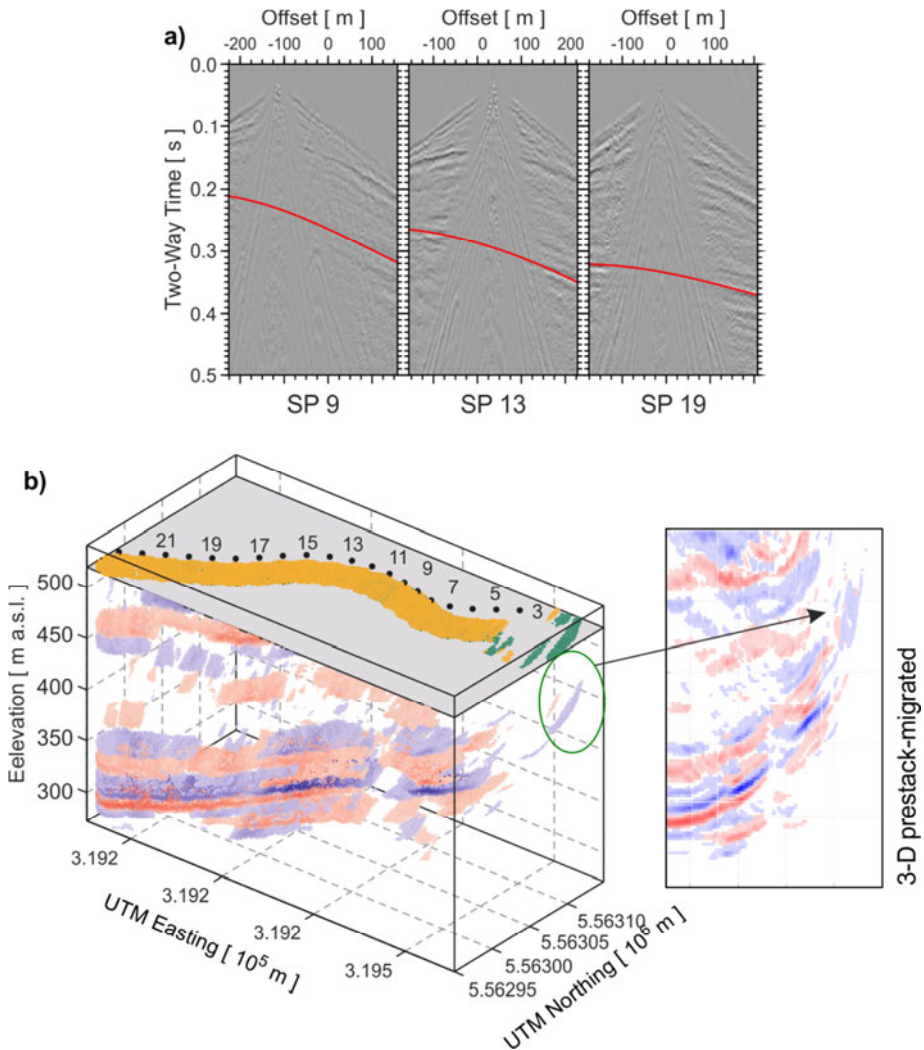 a)
Offset [ m ] Offset [ m ] Offset [ m ]
-200 -100 0 100 -100 0 100 200 -100 0 100
0.0
0.1
0.2
0.3
0.4
0.5
Two-Way Time [ s ]
SP 9 SP 13 SP 19
b)
21 19 17 15 13 11 9 7 5 3
500
450
400
350
300
Eelevation [ m a.s.l. ]
3.192
3.192
3.192
3.195
UTM Easting [ 10⁵ m ]
5.56310
5.56305
5.56300
5.56295
UTM Northing [ 10⁶ m ]
3-D prestack-migrated